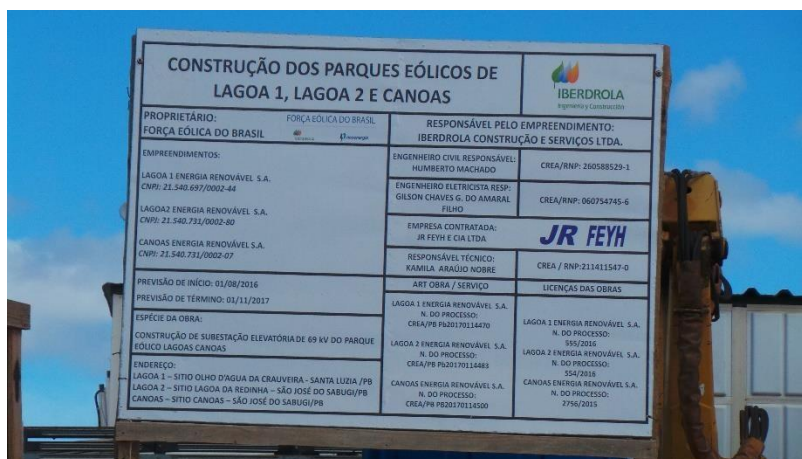 CONSTRUÇÃO DOS PARQUES EÓLICOS DE
LAGOA 1, LAGOA 2 E CANOAS
IBERDROLA
Ingeniería y Construcción
PROPRIETÁRIO:
FORÇA EÓLICA DO BRASIL
FORÇA EÓLICA DO BRASIL
RESPONSÁVEL PELO EMPREENDIMENTO:
IBERDROLA CONSTRUÇÃO E SERVIÇOS LTDA.
EMPREENDIMENTOS:
LAGOA 1 ENERGIA RENOVÁVEL S.A.
CNPJ: 21.540.697/0002-44
LAGOA2 ENERGIA RENOVÁVEL S.A.
CNPJ: 21.540.731/0002-80
CANOAS ENERGIA RENOVÁVEL S.A.
CNPJ: 21.540.731/0002-07
ENGENHEIRO CIVIL RESPONSÁVEL:
HUMBERTO MACHADO
CREA/RNP: 260588529-1
ENGENHEIRO ELETRICISTA RESP:
GILSON CHAVES G. DO AMARAL
FILHO
CREA/RNP: 060754745-6
EMPRESA CONTRATADA:
JR FEYH E CIA LTDA
JR FEYH
RESPONSÁVEL TÉCNICO:
KAMILA ARAÚJO NOBRE
CREA / RNP:211411547-0
PREVISÃO DE INÍCIO: 01/08/2016
PREVISÃO DE TÉRMINO: 01/11/2017
ESPÉCIE DA OBRA:
CONSTRUÇÃO DE SUBESTAÇÃO ELEVATÓRIA DE 69 kV DO PARQUE
EÓLICO LAGOAS CANOAS
ENDEREÇO:
LAGOA 1 – SITIO OLHO D'AGUA DA CRAUVEIRA - SANTA LUZIA /PB
LAGOA 2 – SITIO LAGOA DA REDINHA – SÃO JOSÉ DO SABUGI/PB
CANOAS – SITIO CANOAS – SÃO JOSÉ DO SABUGI/PB
ART OBRA / SERVIÇO
LAGOA 1 ENERGIA RENOVÁVEL S.A.
N. DO PROCESSO:
CREA/PB Pb20170114470
LAGOA 2 ENERGIA RENOVÁVEL S.A.
N. DO PROCESSO:
CREA/PB Pb20170114483
CANOAS ENERGIA RENOVÁVEL S.A.
N. DO PROCESSO:
CREA/PB PB20170114500
LICENÇAS DAS OBRAS
LAGOA 1 ENERGIA RENOVÁVEL S.A.
N. DO PROCESSO:
555/2016
LAGOA 2 ENERGIA RENOVÁVEL S.A.
N. DO PROCESSO:
554/2016
CANOAS ENERGIA RENOVÁVEL S.A.
N. DO PROCESSO:
2756/2015